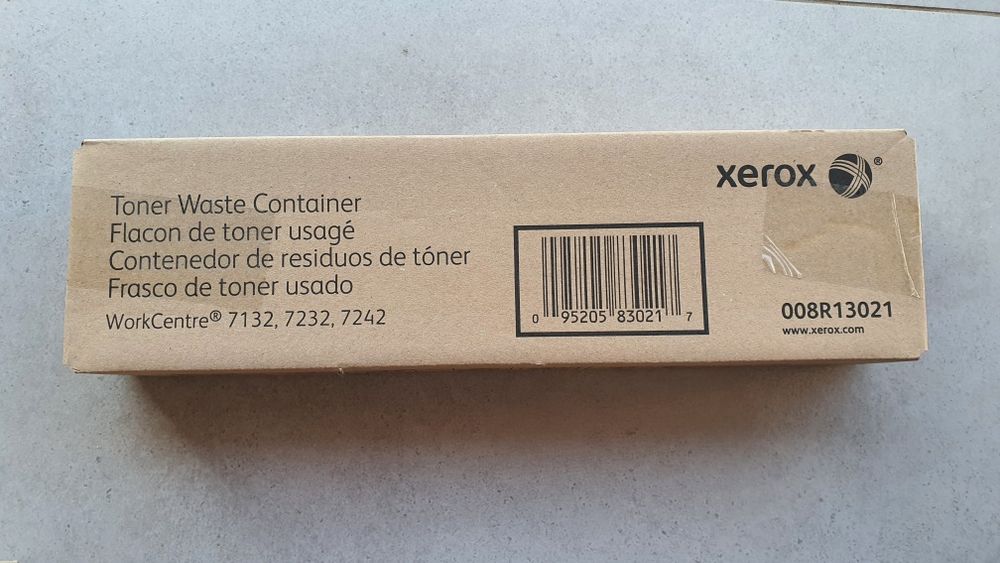 Toner Waste Container
Flacon de toner usagé
Contenedor de residuos de tóner
Frasco de toner usado
WorkCentre® 7132, 7232, 7242
0 95205 83021 7
xerox ®
008R13021
www.xerox.com